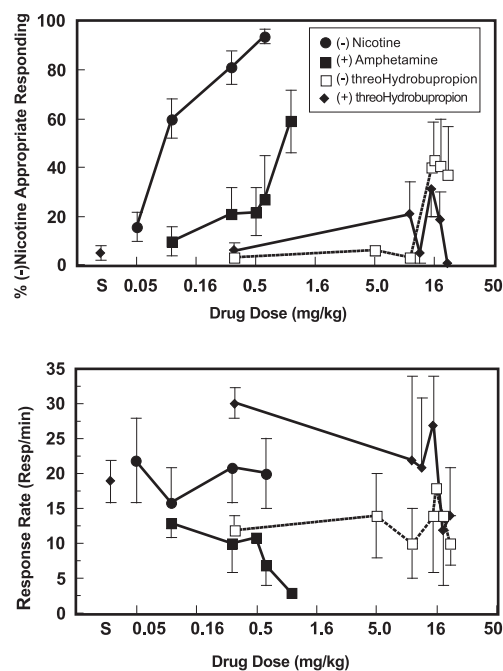 % (-)Nicotine Appropriate Responding
100
80
60
40
20
0
(-) Nicotine
(+) Amphetamine
(-) threoHydrobupropion
(+) threoHydrobupropion
S 0.05 0.16 0.5 1.6 5.0 16 50
Drug Dose (mg/kg)
Response Rate (Resp/min)
35
30
25
20
15
10
5
0
S 0.05 0.16 0.5 1.6 5.0 16 50
Drug Dose (mg/kg)